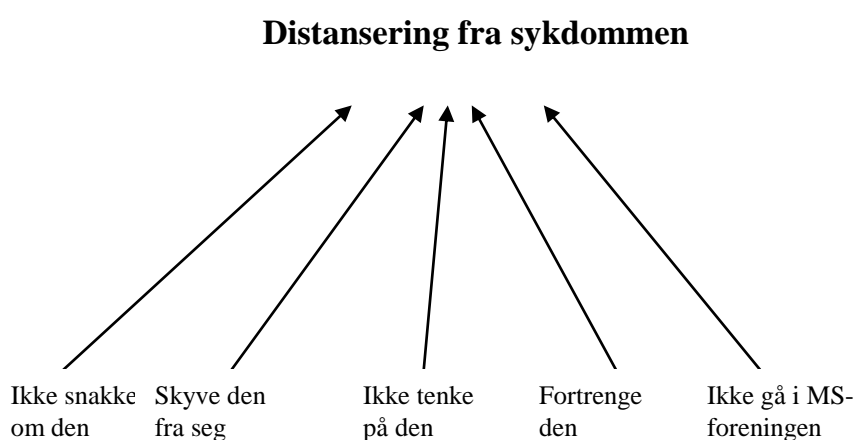 Distansering fra sykdommen
Ikke snakke
om den
Skyve den
fra seg
Ikke tenke
på den
Fortrenge
den
Ikke gå i MS-
foreningen